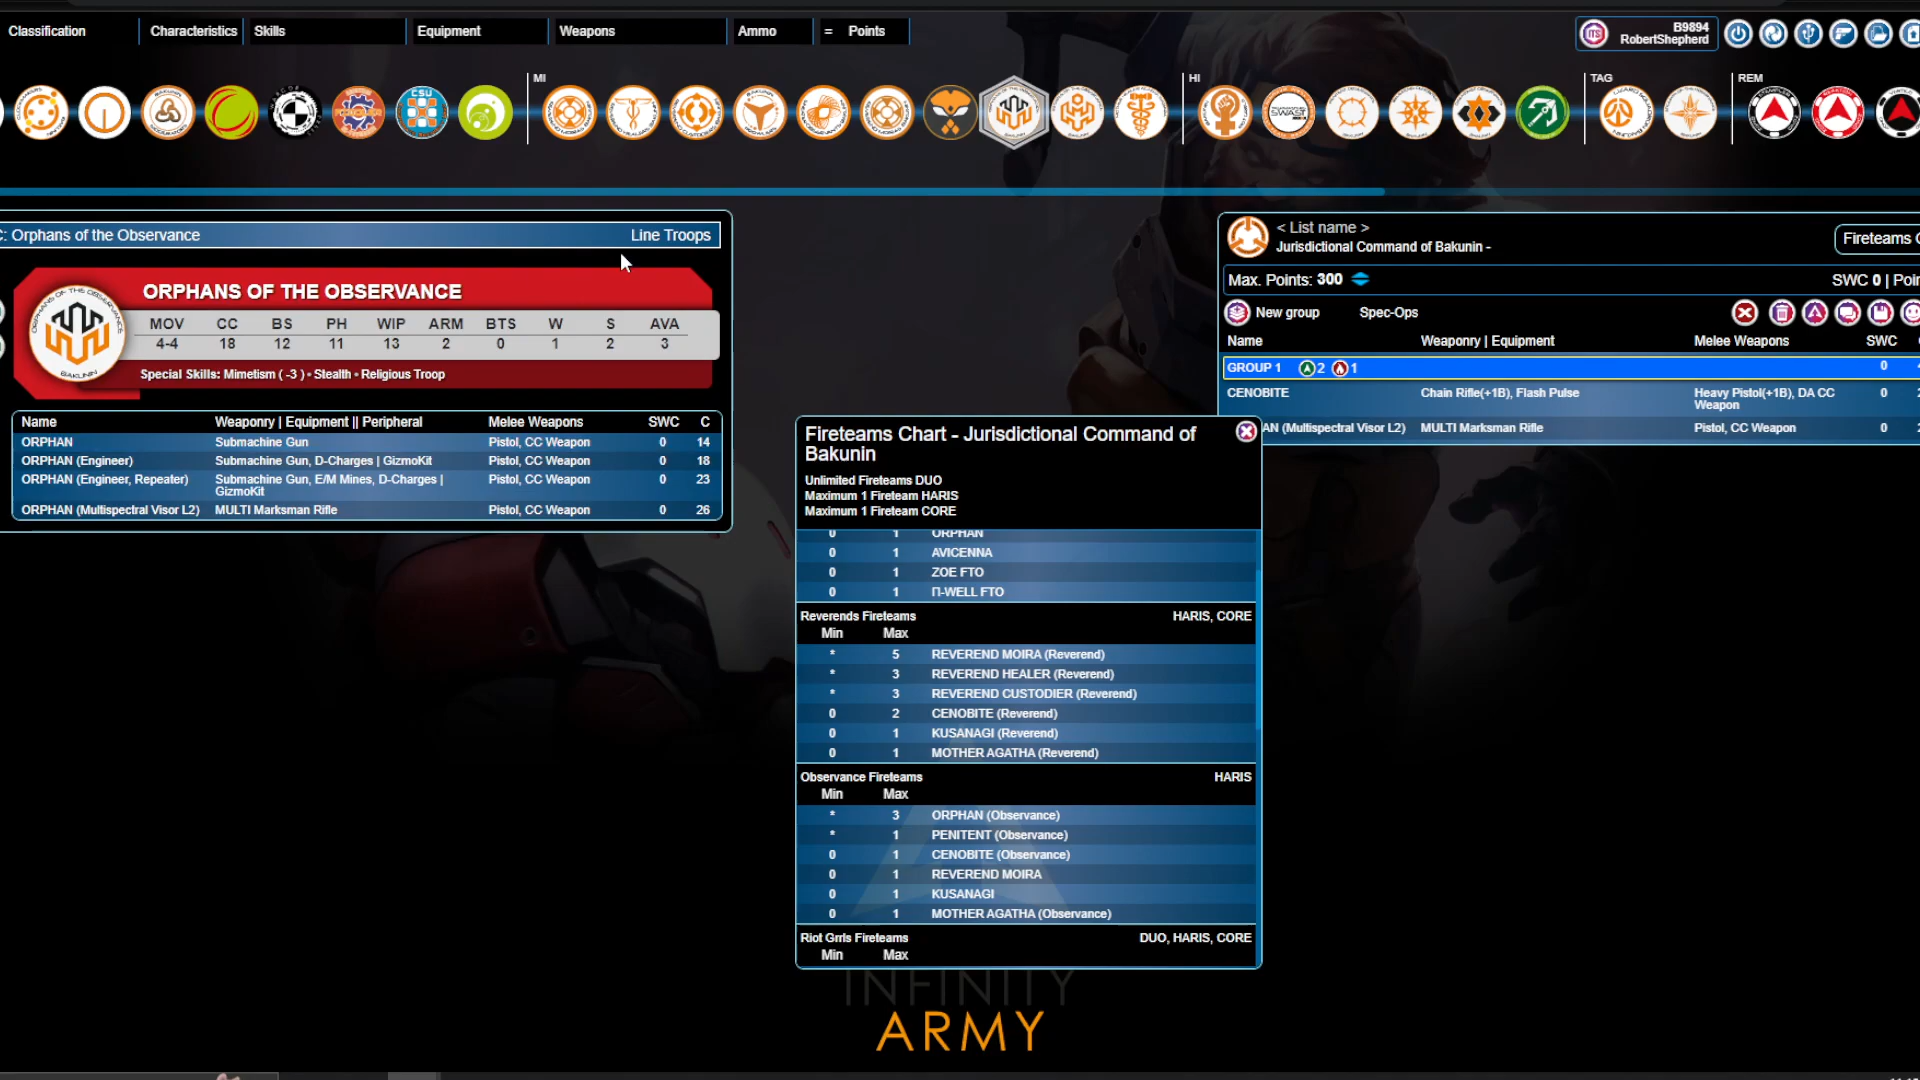 Classification Characteristics Skills Equipment Weapons Ammo = Points
B9894
RobertShepherd
MI HI TAG REM
CSU
SWAST
C: Orphans of the Observance Line Troops
ORPHANS OF THE OBSERVANCE
MOV CC BS PH WIP ARM BTS W S AVA
4-4 18 12 11 13 2 0 1 2 3
Special Skills: Mimetism ( -3 ) • Stealth • Religious Troop
ORPHANS OF THE OBSERVANCE
BAKUNIN
Name Weaponry | Equipment || Peripheral Melee Weapons SWC C
ORPHAN Submachine Gun Pistol, CC Weapon 0 14
ORPHAN (Engineer) Submachine Gun, D-Charges | GizmoKit Pistol, CC Weapon 0 18
ORPHAN (Engineer, Repeater) Submachine Gun, E/M Mines, D-Charges | Pistol, CC Weapon 0 23
GizmoKit
ORPHAN (Multispectral Visor L2) MULTI Marksman Rifle Pistol, CC Weapon 0 26
< List name >
Jurisdictional Command of Bakunin -
Fireteams
Max. Points: 300 SWC 0 |
New group Spec-Ops
Name Weaponry | Equipment Melee Weapons SWC
GROUP 1 2 1 0
CENOBITE Chain Rifle(+1B), Flash Pulse Heavy Pistol(+1B), DA CC 0
Weapon
AN (Multispectral Visor L2) MULTI Marksman Rifle Pistol, CC Weapon 0
Fireteams Chart - Jurisdictional Command of
Bakunin
Unlimited Fireteams DUO
Maximum 1 Fireteam HARIS
Maximum 1 Fireteam CORE
0 1 ORPHAN
0 1 AVICENNA
0 1 ZOE FTO
0 1 Π-WELL FTO
Reverends Fireteams HARIS, CORE
Min Max
* 5 REVEREND MOIRA (Reverend)
* 3 REVEREND HEALER (Reverend)
* 3 REVEREND CUSTODIER (Reverend)
0 2 CENOBITE (Reverend)
0 1 KUSANAGI (Reverend)
0 1 MOTHER AGATHA (Reverend)
Observance Fireteams HARIS
Min Max
* 3 ORPHAN (Observance)
* 1 PENITENT (Observance)
0 1 CENOBITE (Observance)
0 1 REVEREND MOIRA
0 1 KUSANAGI
0 1 MOTHER AGATHA (Observance)
Riot Grrls Fireteams DUO, HARIS, CORE
Min Max
INFINITY
ARMY